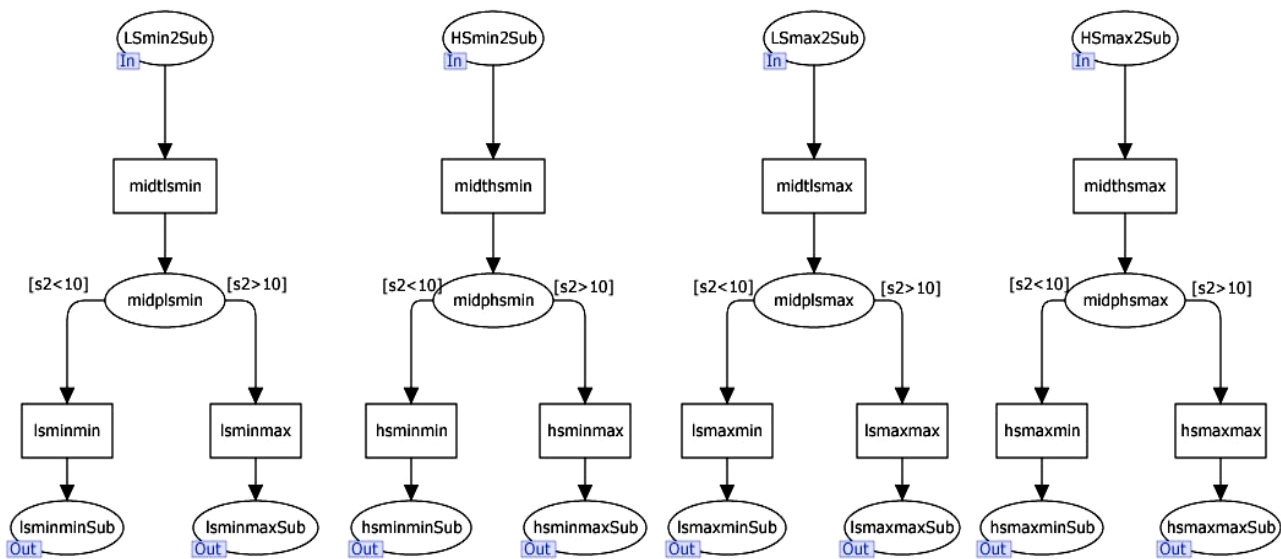 LSmin2Sub
In
HSmin2Sub
In
LSmax2Sub
In
HSmax2Sub
In
midtlsmin
midthsmin
midtlsmax
midthsmax
[s2<10]
midplsmin
[s2>10]
[s2<10]
midphsmin
[s2>10]
[s2<10]
midplsmax
[s2>10]
[s2<10]
midphsmax
[s2>10]
lsminmin
lsminmax
hsminmin
hsminmax
lsmaxmin
lsmaxmax
hsmaxmin
hsmaxmax
lsminminSub
Out
lsminmaxSub
Out
hsminminSub
Out
hsminmaxSub
Out
lsmaxminSub
Out
lsmaxmaxSub
Out
hsmaxminSub
Out
hsmaxmaxSub
Out